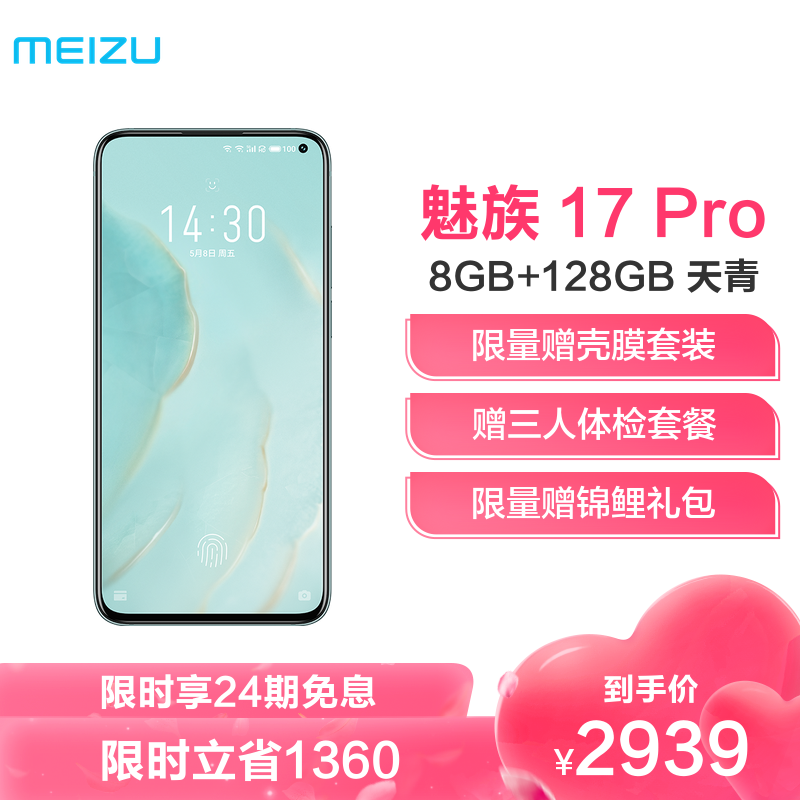 MEIZU
100
14:30
5月8日 周五
魅族 17 Pro
8GB+128GB 天青
限量赠壳膜套装
赠三人体检套餐
限量赠锦鲤礼包
限时享24期免息
限时立省1360
到手价
¥2939